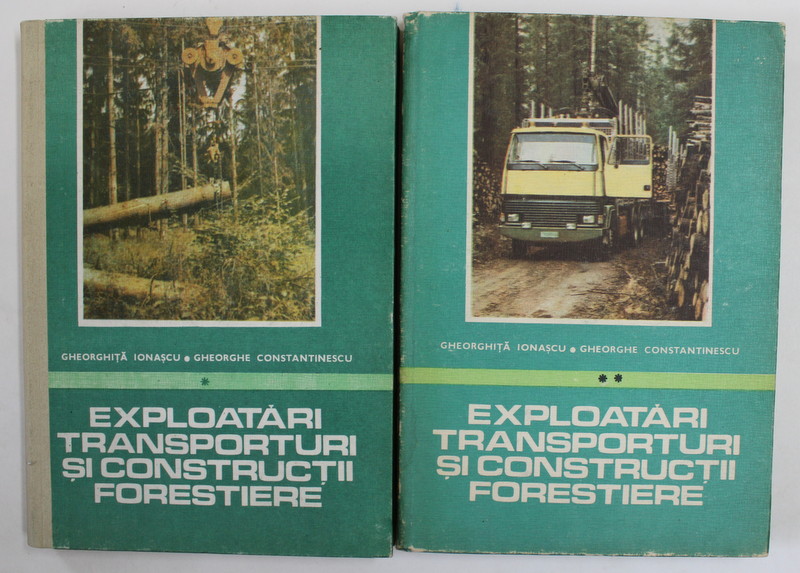 GHEORGHIȚĂ IONAȘCU • GHEORGHE CONSTANTINESCU
*
EXPLOATĂRI
TRANSPORTURI
ȘI CONSTRUCȚII
FORESTIERE
GHEORGHIȚĂ IONAȘCU • GHEORGHE CONSTANTINESCU
**
EXPLOATĂRI
TRANSPORTURI
ȘI CONSTRUCȚII
FORESTIERE